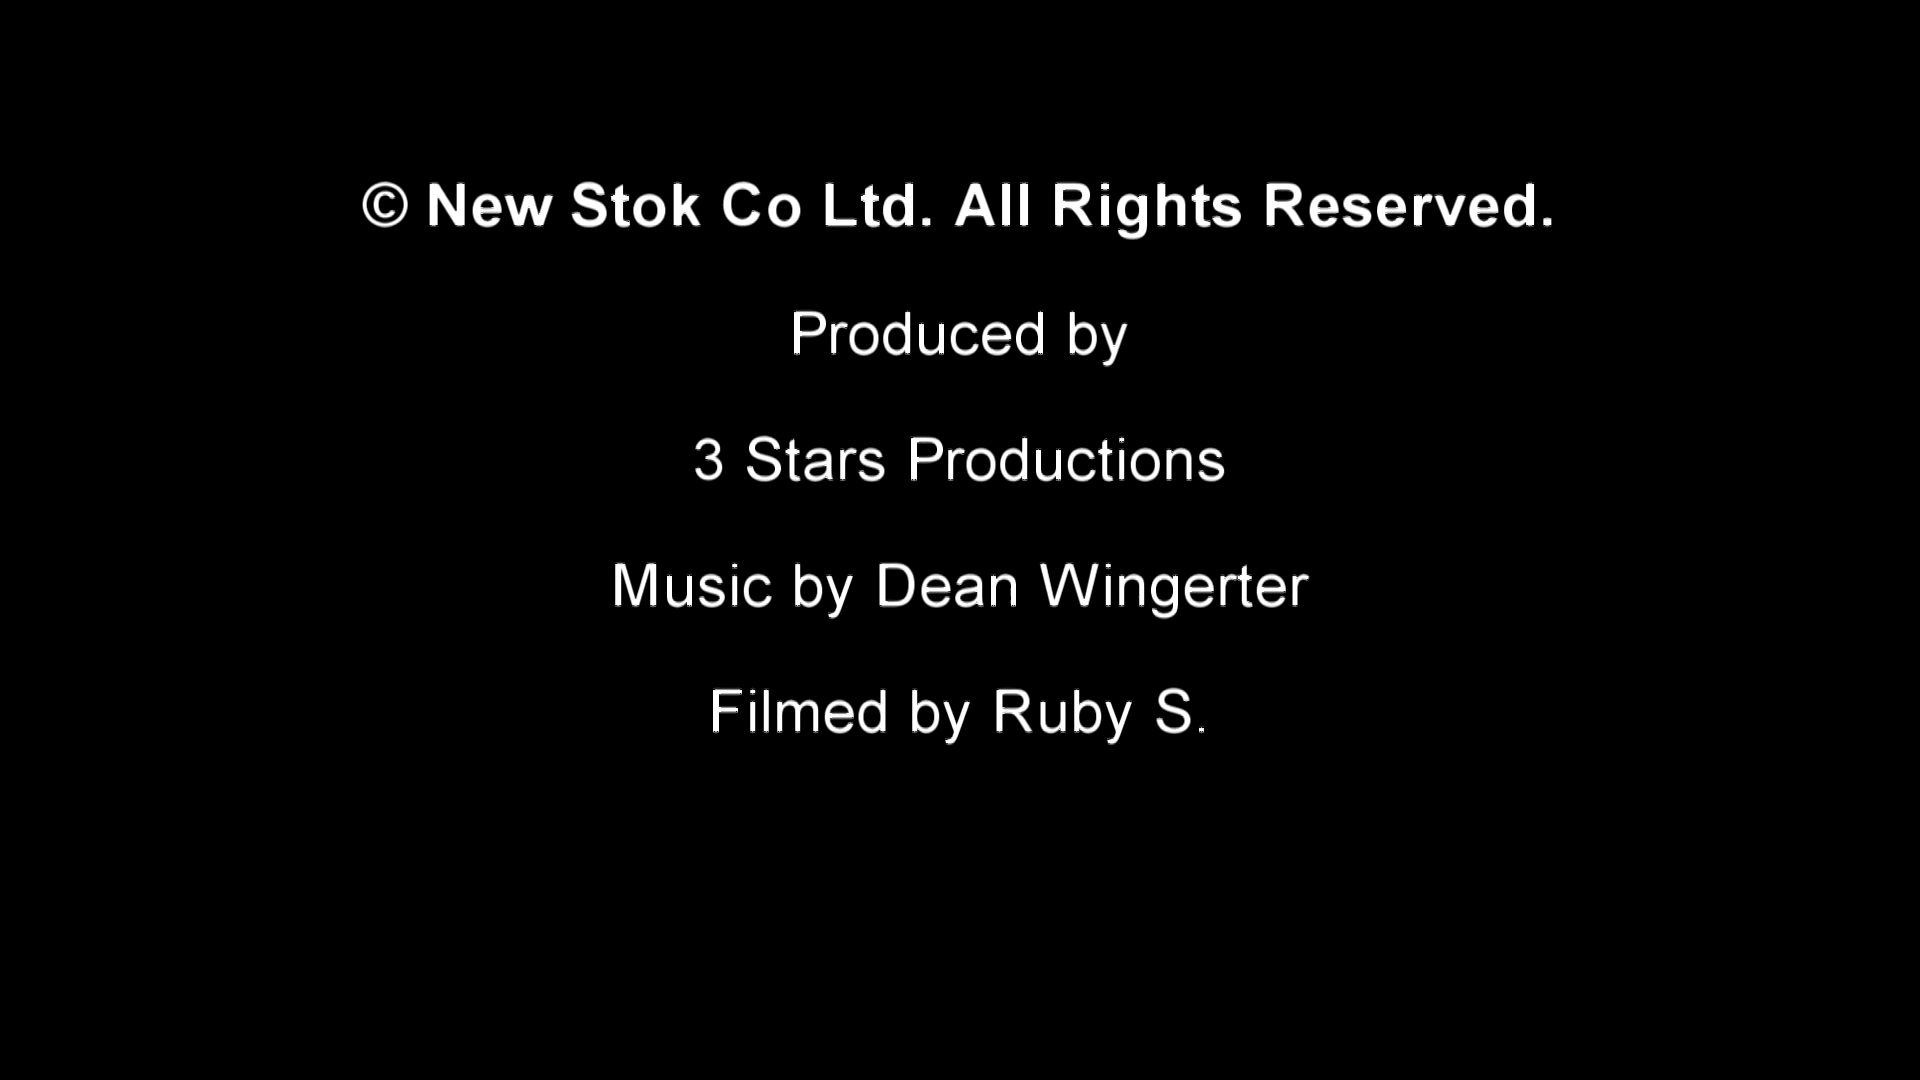 © New Stok Co Ltd. All Rights Reserved.
Produced by
3 Stars Productions
Music by Dean Wingerter
Filmed by Ruby S.